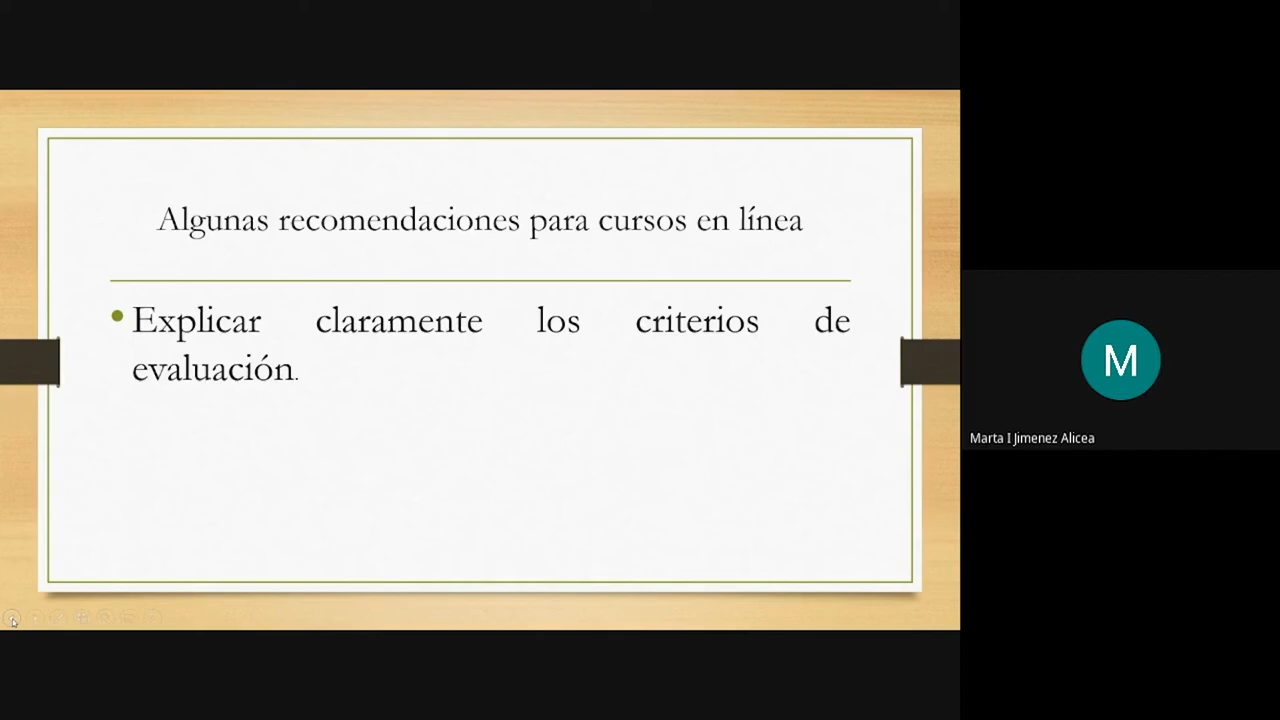 Algunas recomendaciones para cursos en línea
• Explicar claramente los criterios de
evaluación.
M
Marta I Jimenez Alicea